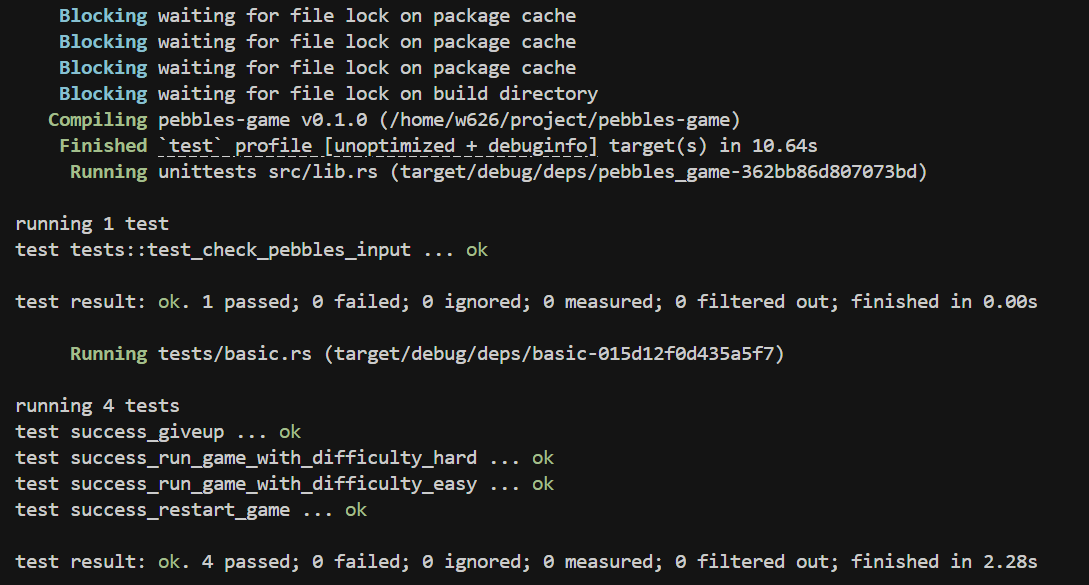 Blocking waiting for file lock on package cache
Blocking waiting for file lock on package cache
Blocking waiting for file lock on package cache
Blocking waiting for file lock on build directory
Compiling pebbles-game v0.1.0 (/home/w626/project/pebbles-game)
Finished `test` profile [unoptimized + debuginfo] target(s) in 10.64s
Running unittests src/lib.rs (target/debug/deps/pebbles_game-362bb86d807073bd)
running 1 test
test tests::test_check_pebbles_input ... ok
test result: ok. 1 passed; 0 failed; 0 ignored; 0 measured; 0 filtered out; finished in 0.00s
Running tests/basic.rs (target/debug/deps/basic-015d12f0d435a5f7)
running 4 tests
test success_giveup ... ok
test success_run_game_with_difficulty_hard ... ok
test success_run_game_with_difficulty_easy ... ok
test success_restart_game ... ok
test result: ok. 4 passed; 0 failed; 0 ignored; 0 measured; 0 filtered out; finished in 2.28s